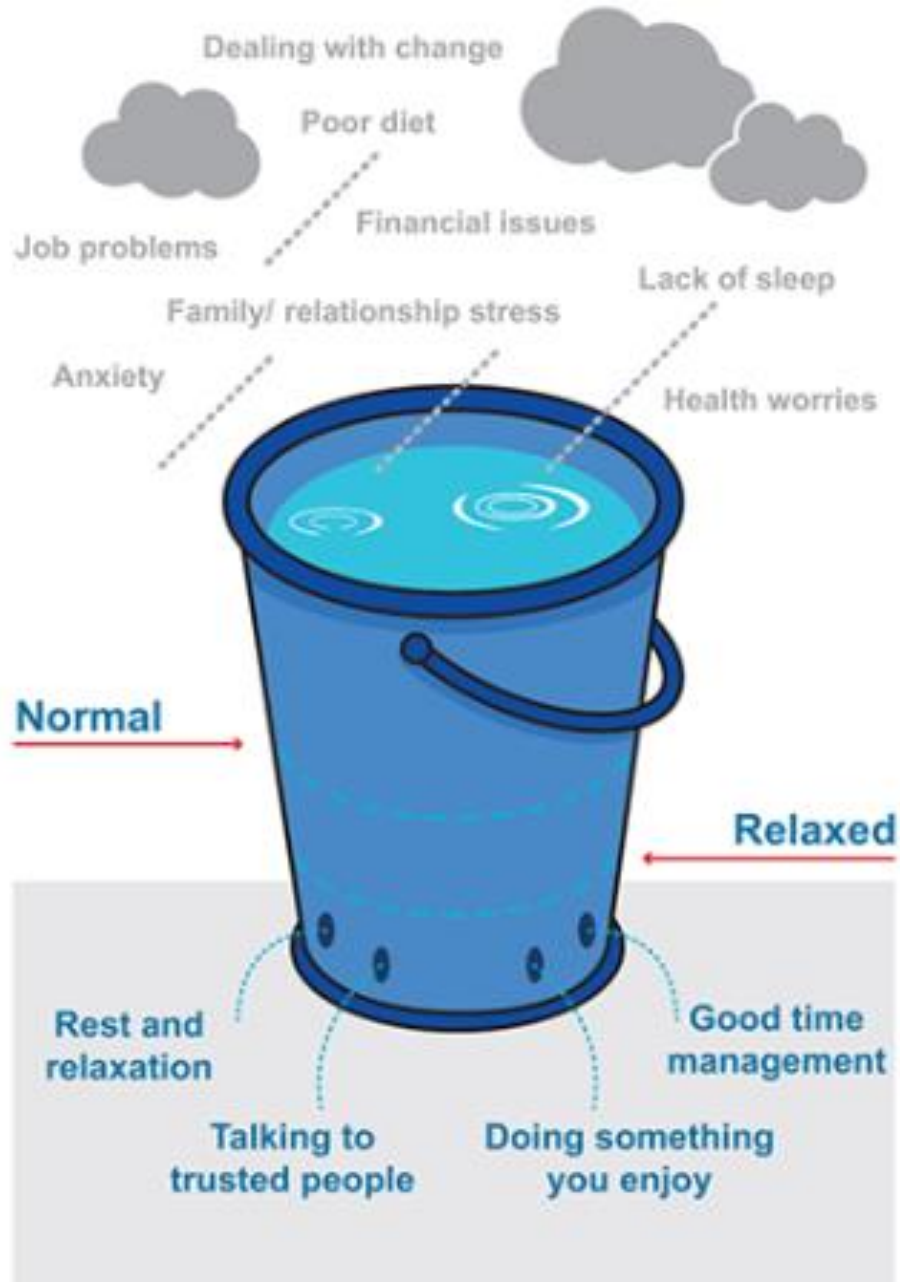 Dealing with change
Poor diet
Financial issues
Job problems
Lack of sleep
Family/ relationship stress
Anxiety
Health worries
Normal
Relaxed
Rest and
relaxation
Good time
management
Talking to
trusted people
Doing something
you enjoy